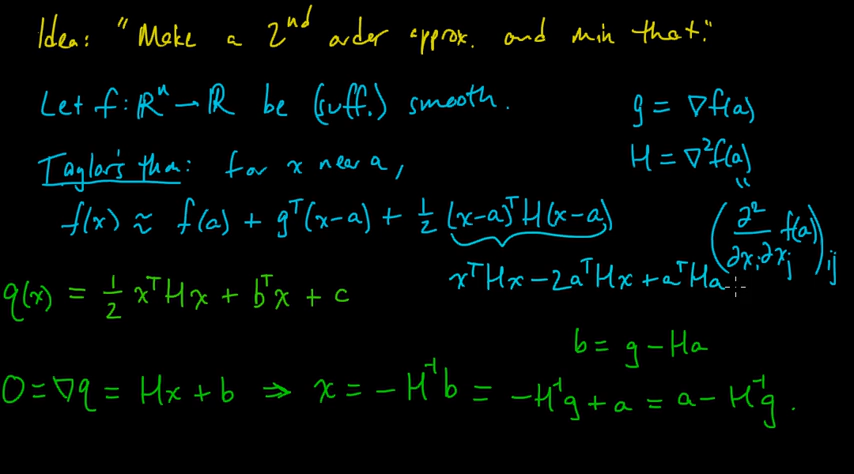 Idea: "Make a 2nd order approx. and min that."
Let f: ℝⁿ → ℝ be (suff.) smooth.
g = ∇f(a)
H = ∇²f(a)
Taylor's thm: for x near a,
f(x) ≈ f(a) + gᵀ(x-a) + 1/2 (x-a)ᵀH(x-a)
(∂²/∂xᵢ∂xⱼ f(a))ᵢⱼ
xᵀHx - 2aᵀHx + aᵀHa
q(x) = 1/2 xᵀHx + bᵀx + c
b = g - Ha
0 = ∇q = Hx + b ⇒ x = -H⁻¹b = -H⁻¹g + a = a - H⁻¹g.